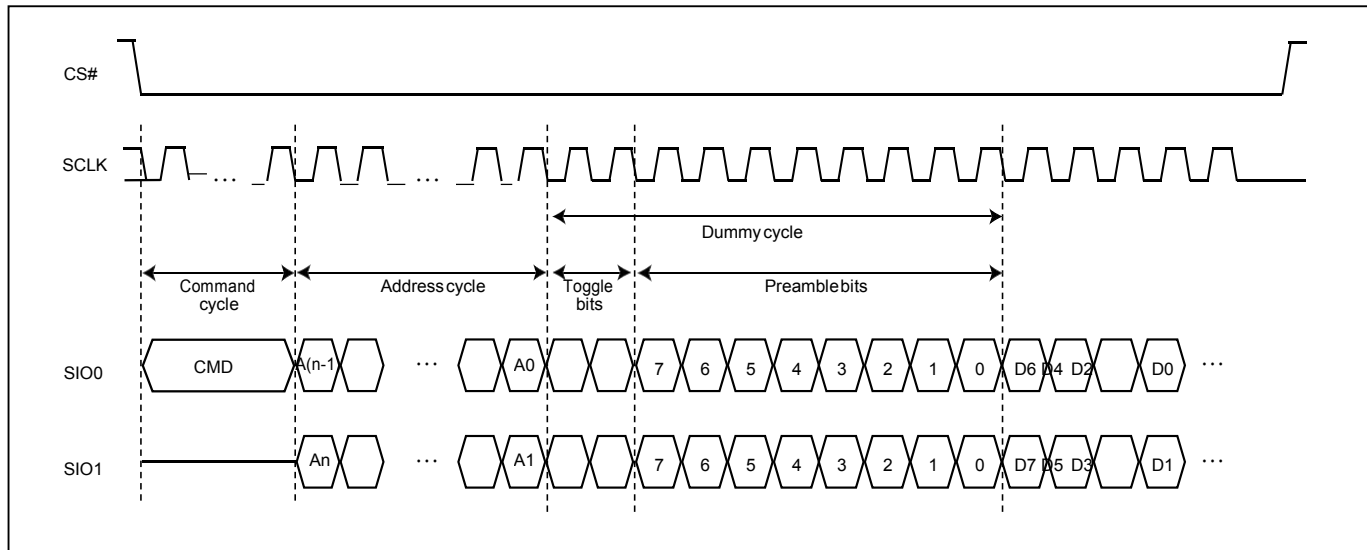 CS#
SCLK
... ...
Dummy cycle
Command cycle
Address cycle
Toggle bits
Preamble bits
SIO0
CMD A(n-1 ... A0 7 6 5 4 3 2 1 0 D6 D4 D2 D0 ...
SIO1
An ... A1 7 6 5 4 3 2 1 0 D7 D5 D3 D1 ...